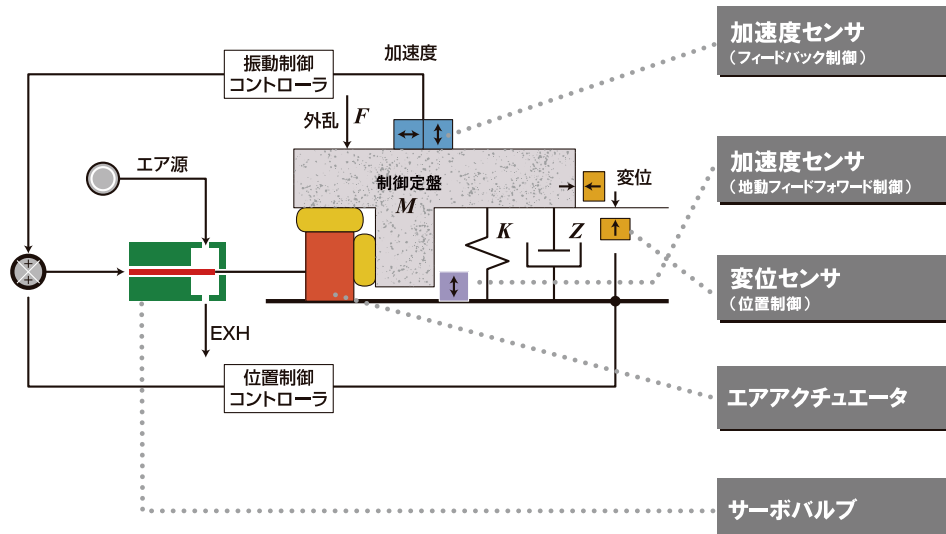 加速度センサ
（フィードバック制御）
振動制御
コントローラ
加速度
外乱
F
エア源
加速度センサ
（地動フィードフォワード制御）
制御定盤
M
変位
K
Z
+
+
変位センサ
（位置制御）
EXH
位置制御
コントローラ
エアアクチュエータ
サーボバルブ